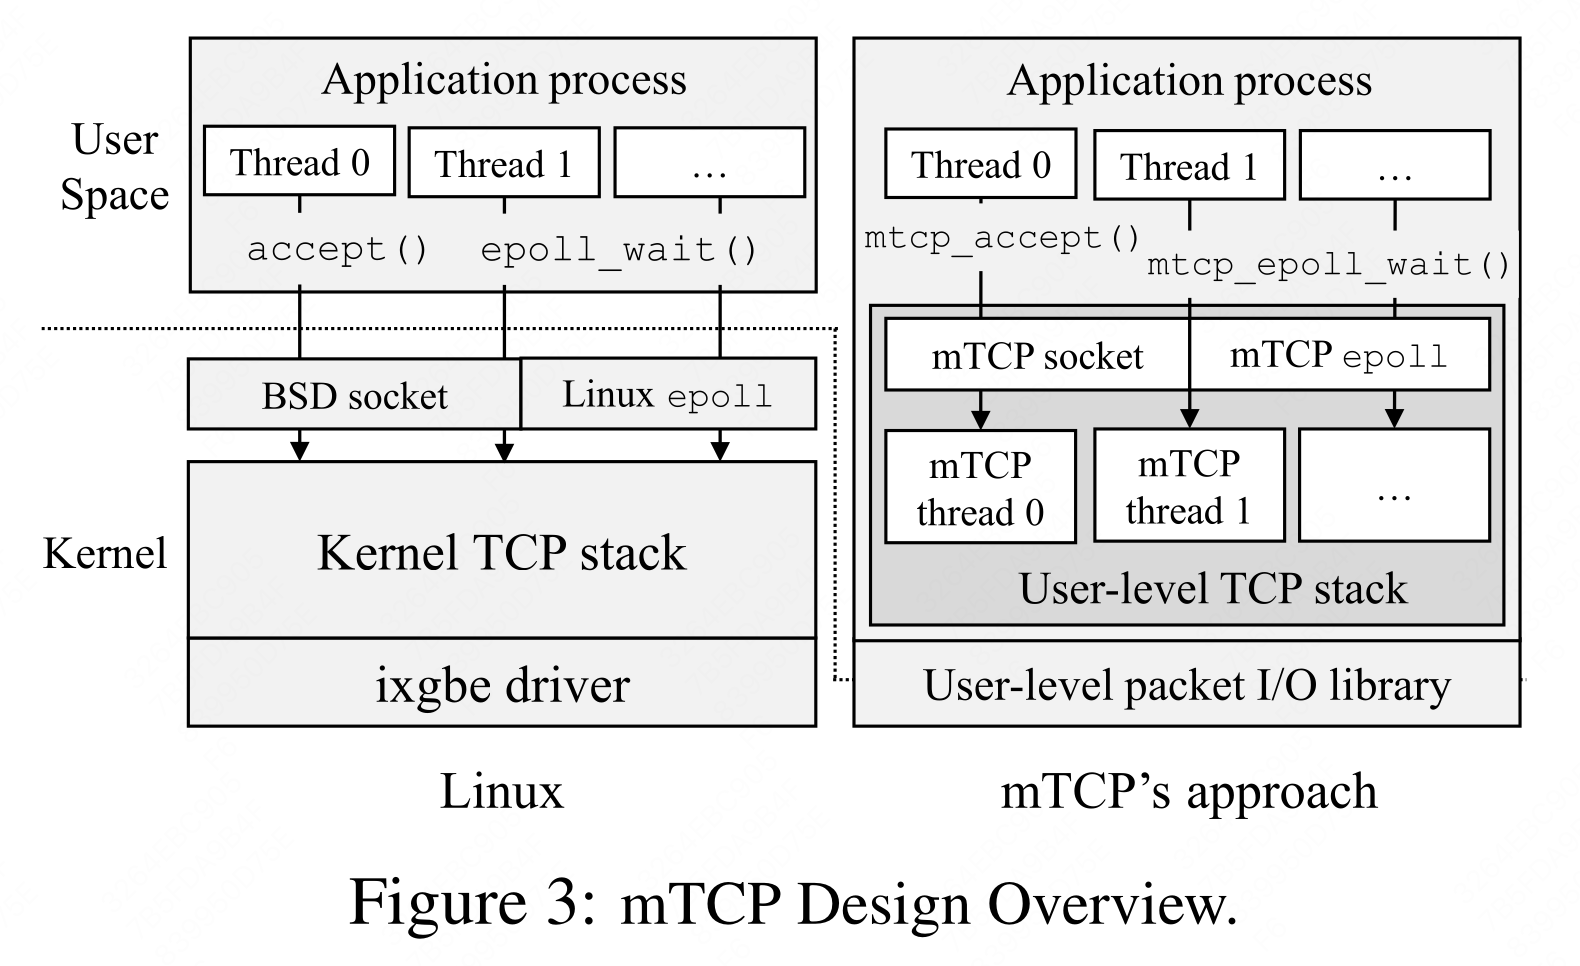 User
Space
Application process
Thread 0
Thread 1
...
accept()
epoll_wait()
BSD socket
Linux epoll
Kernel
Kernel TCP stack
ixgbe driver
Linux
Application process
Thread 0
Thread 1
...
mtcp_accept()
mtcp_epoll_wait()
mTCP socket
mTCP epoll
mTCP
thread 0
mTCP
thread 1
...
User-level TCP stack
User-level packet I/O library
mTCP’s approach
Figure 3: mTCP Design Overview.